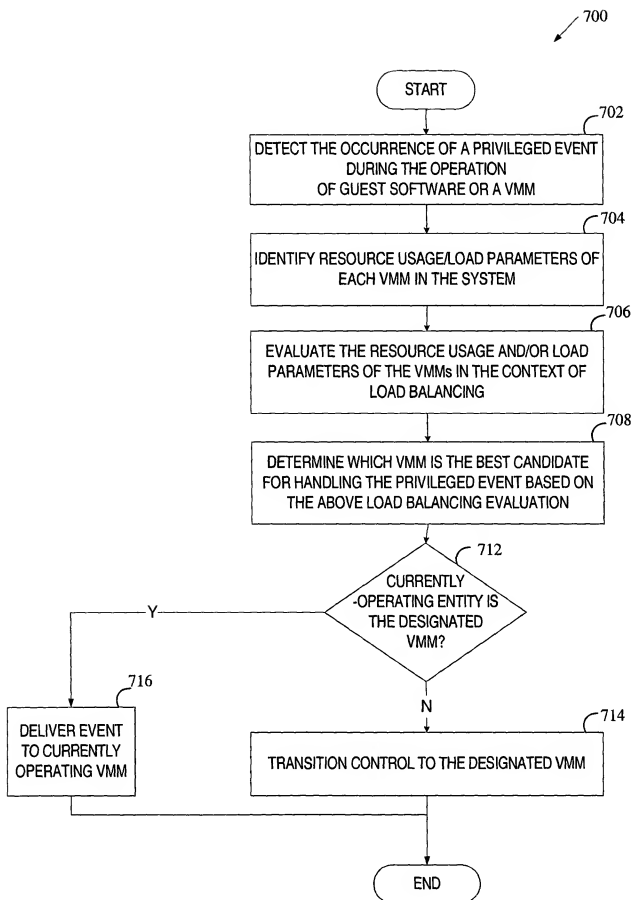 700
START
702
DETECT THE OCCURRENCE OF A PRIVILEGED EVENT
DURING THE OPERATION
OF GUEST SOFTWARE OR A VMM
704
IDENTIFY RESOURCE USAGE/LOAD PARAMETERS OF
EACH VMM IN THE SYSTEM
706
EVALUATE THE RESOURCE USAGE AND/OR LOAD
PARAMETERS OF THE VMMs IN THE CONTEXT OF
LOAD BALANCING
708
DETERMINE WHICH VMM IS THE BEST CANDIDATE
FOR HANDLING THE PRIVILEGED EVENT BASED ON
THE ABOVE LOAD BALANCING EVALUATION
712
CURRENTLY
-OPERATING ENTITY IS
THE DESIGNATED
VMM?
Y
N
716
DELIVER EVENT
TO CURRENTLY
OPERATING VMM
714
TRANSITION CONTROL TO THE DESIGNATED VMM
END